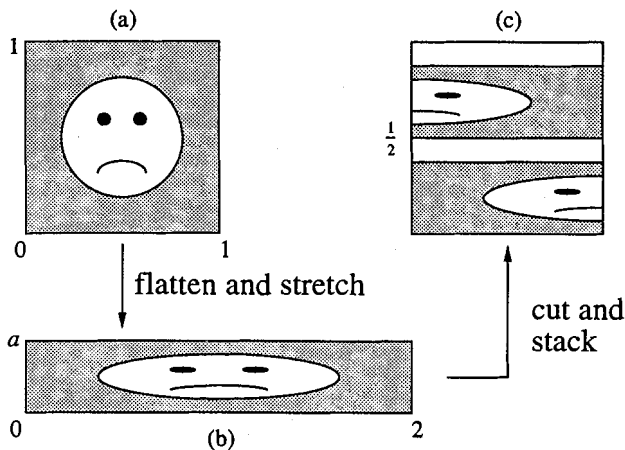 (a)
1
0
1
flatten and stretch
a
0
(b)
2
(c)
1/2
cut and
stack